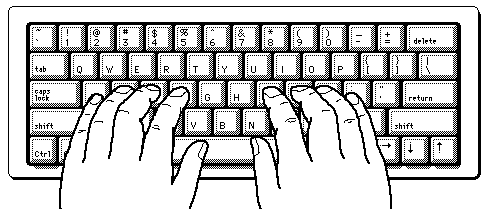 ~ ` ! 1 @ 2 # 3 $ 4 % 5 ^ 6 & 7 * 8 ( 9 ) 0 _ - + = delete
tab Q W E R T Y U I O P { [ } ] | \
caps lock G H " ' return
shift V B N shift
Ctrl → ↓ ↑